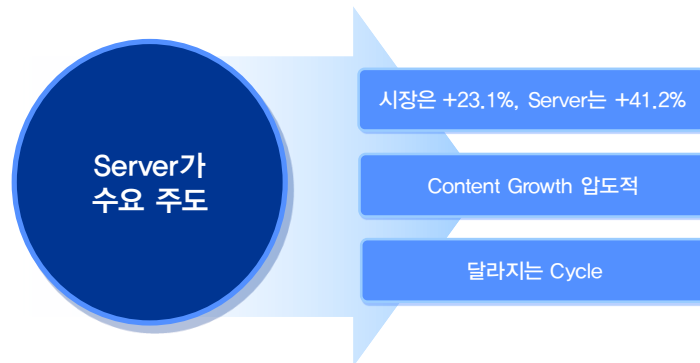 Server가
수요 주도
시장은 +23.1%, Server는 +41.2%
Content Growth 압도적
달라지는 Cycle